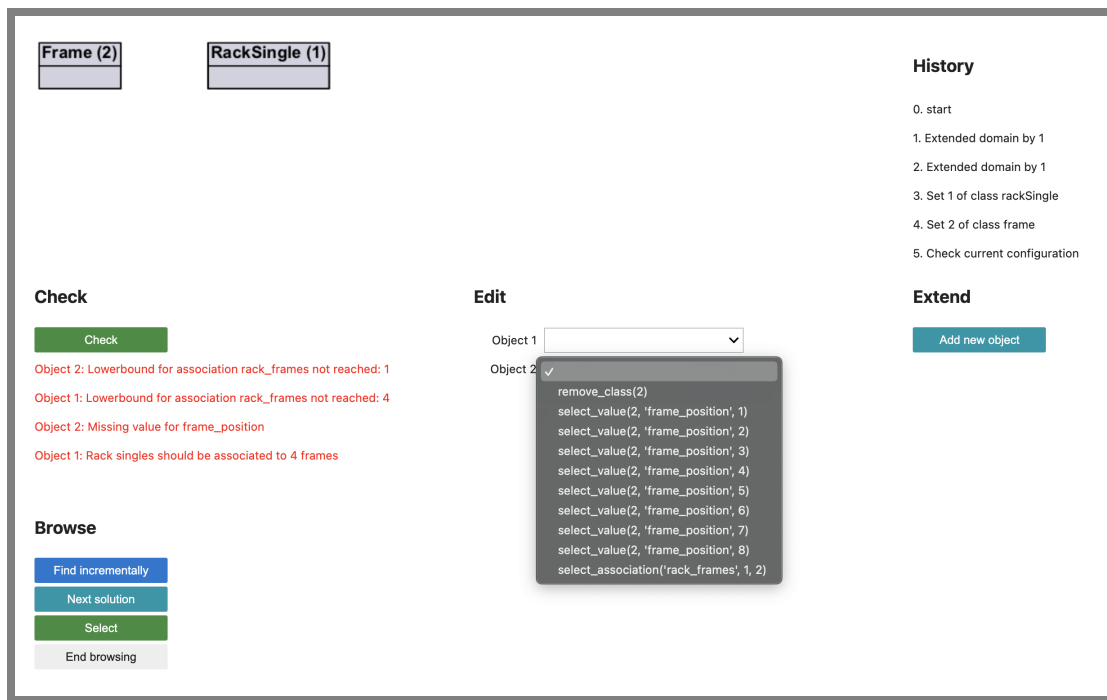 Frame (2)
RackSingle (1)
History
0. start
1. Extended domain by 1
2. Extended domain by 1
3. Set 1 of class rackSingle
4. Set 2 of class frame
5. Check current configuration
Check
Check
Object 2: Lowerbound for association rack_frames not reached: 1
Object 1: Lowerbound for association rack_frames not reached: 4
Object 2: Missing value for frame_position
Object 1: Rack singles should be associated to 4 frames
Edit
Object 1
Object 2
remove_class(2)
select_value(2, 'frame_position', 1)
select_value(2, 'frame_position', 2)
select_value(2, 'frame_position', 3)
select_value(2, 'frame_position', 4)
select_value(2, 'frame_position', 5)
select_value(2, 'frame_position', 6)
select_value(2, 'frame_position', 7)
select_value(2, 'frame_position', 8)
select_association('rack_frames', 1, 2)
Extend
Add new object
Browse
Find incrementally
Next solution
Select
End browsing